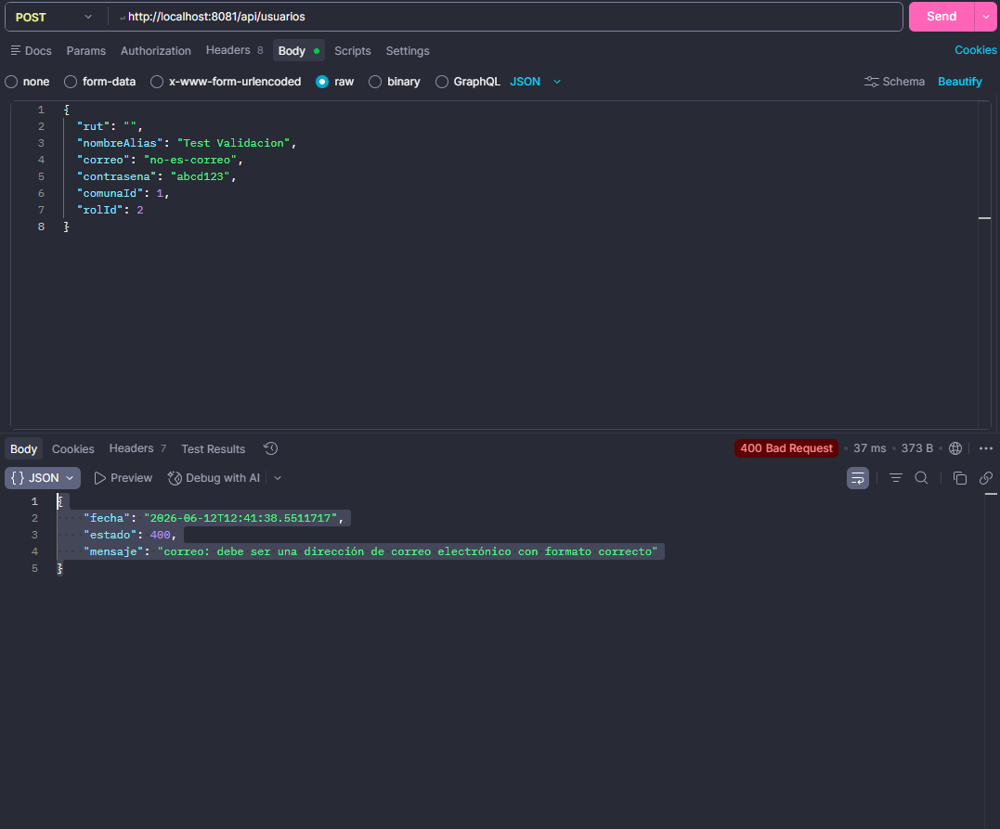 POST http://localhost:8081/api/usuarios Send
Docs Params Authorization Headers 8 Body Scripts Settings Cookies
none form-data x-www-form-urlencoded raw binary GraphQL JSON Schema Beautify
1 {
2 "rut": "",
3 "nombreAlias": "Test Validacion",
4 "correo": "no-es-correo",
5 "contrasena": "abcd123",
6 "comunaId": 1,
7 "rolId": 2
8 }
Body Cookies Headers 7 Test Results 400 Bad Request • 37 ms • 373 B •
{} JSON Preview Debug with AI
1 {
2 "fecha": "2026-06-12T12:41:38.5511717",
3 "estado": 400,
4 "mensaje": "correo: debe ser una dirección de correo electrónico con formato correcto"
5 }